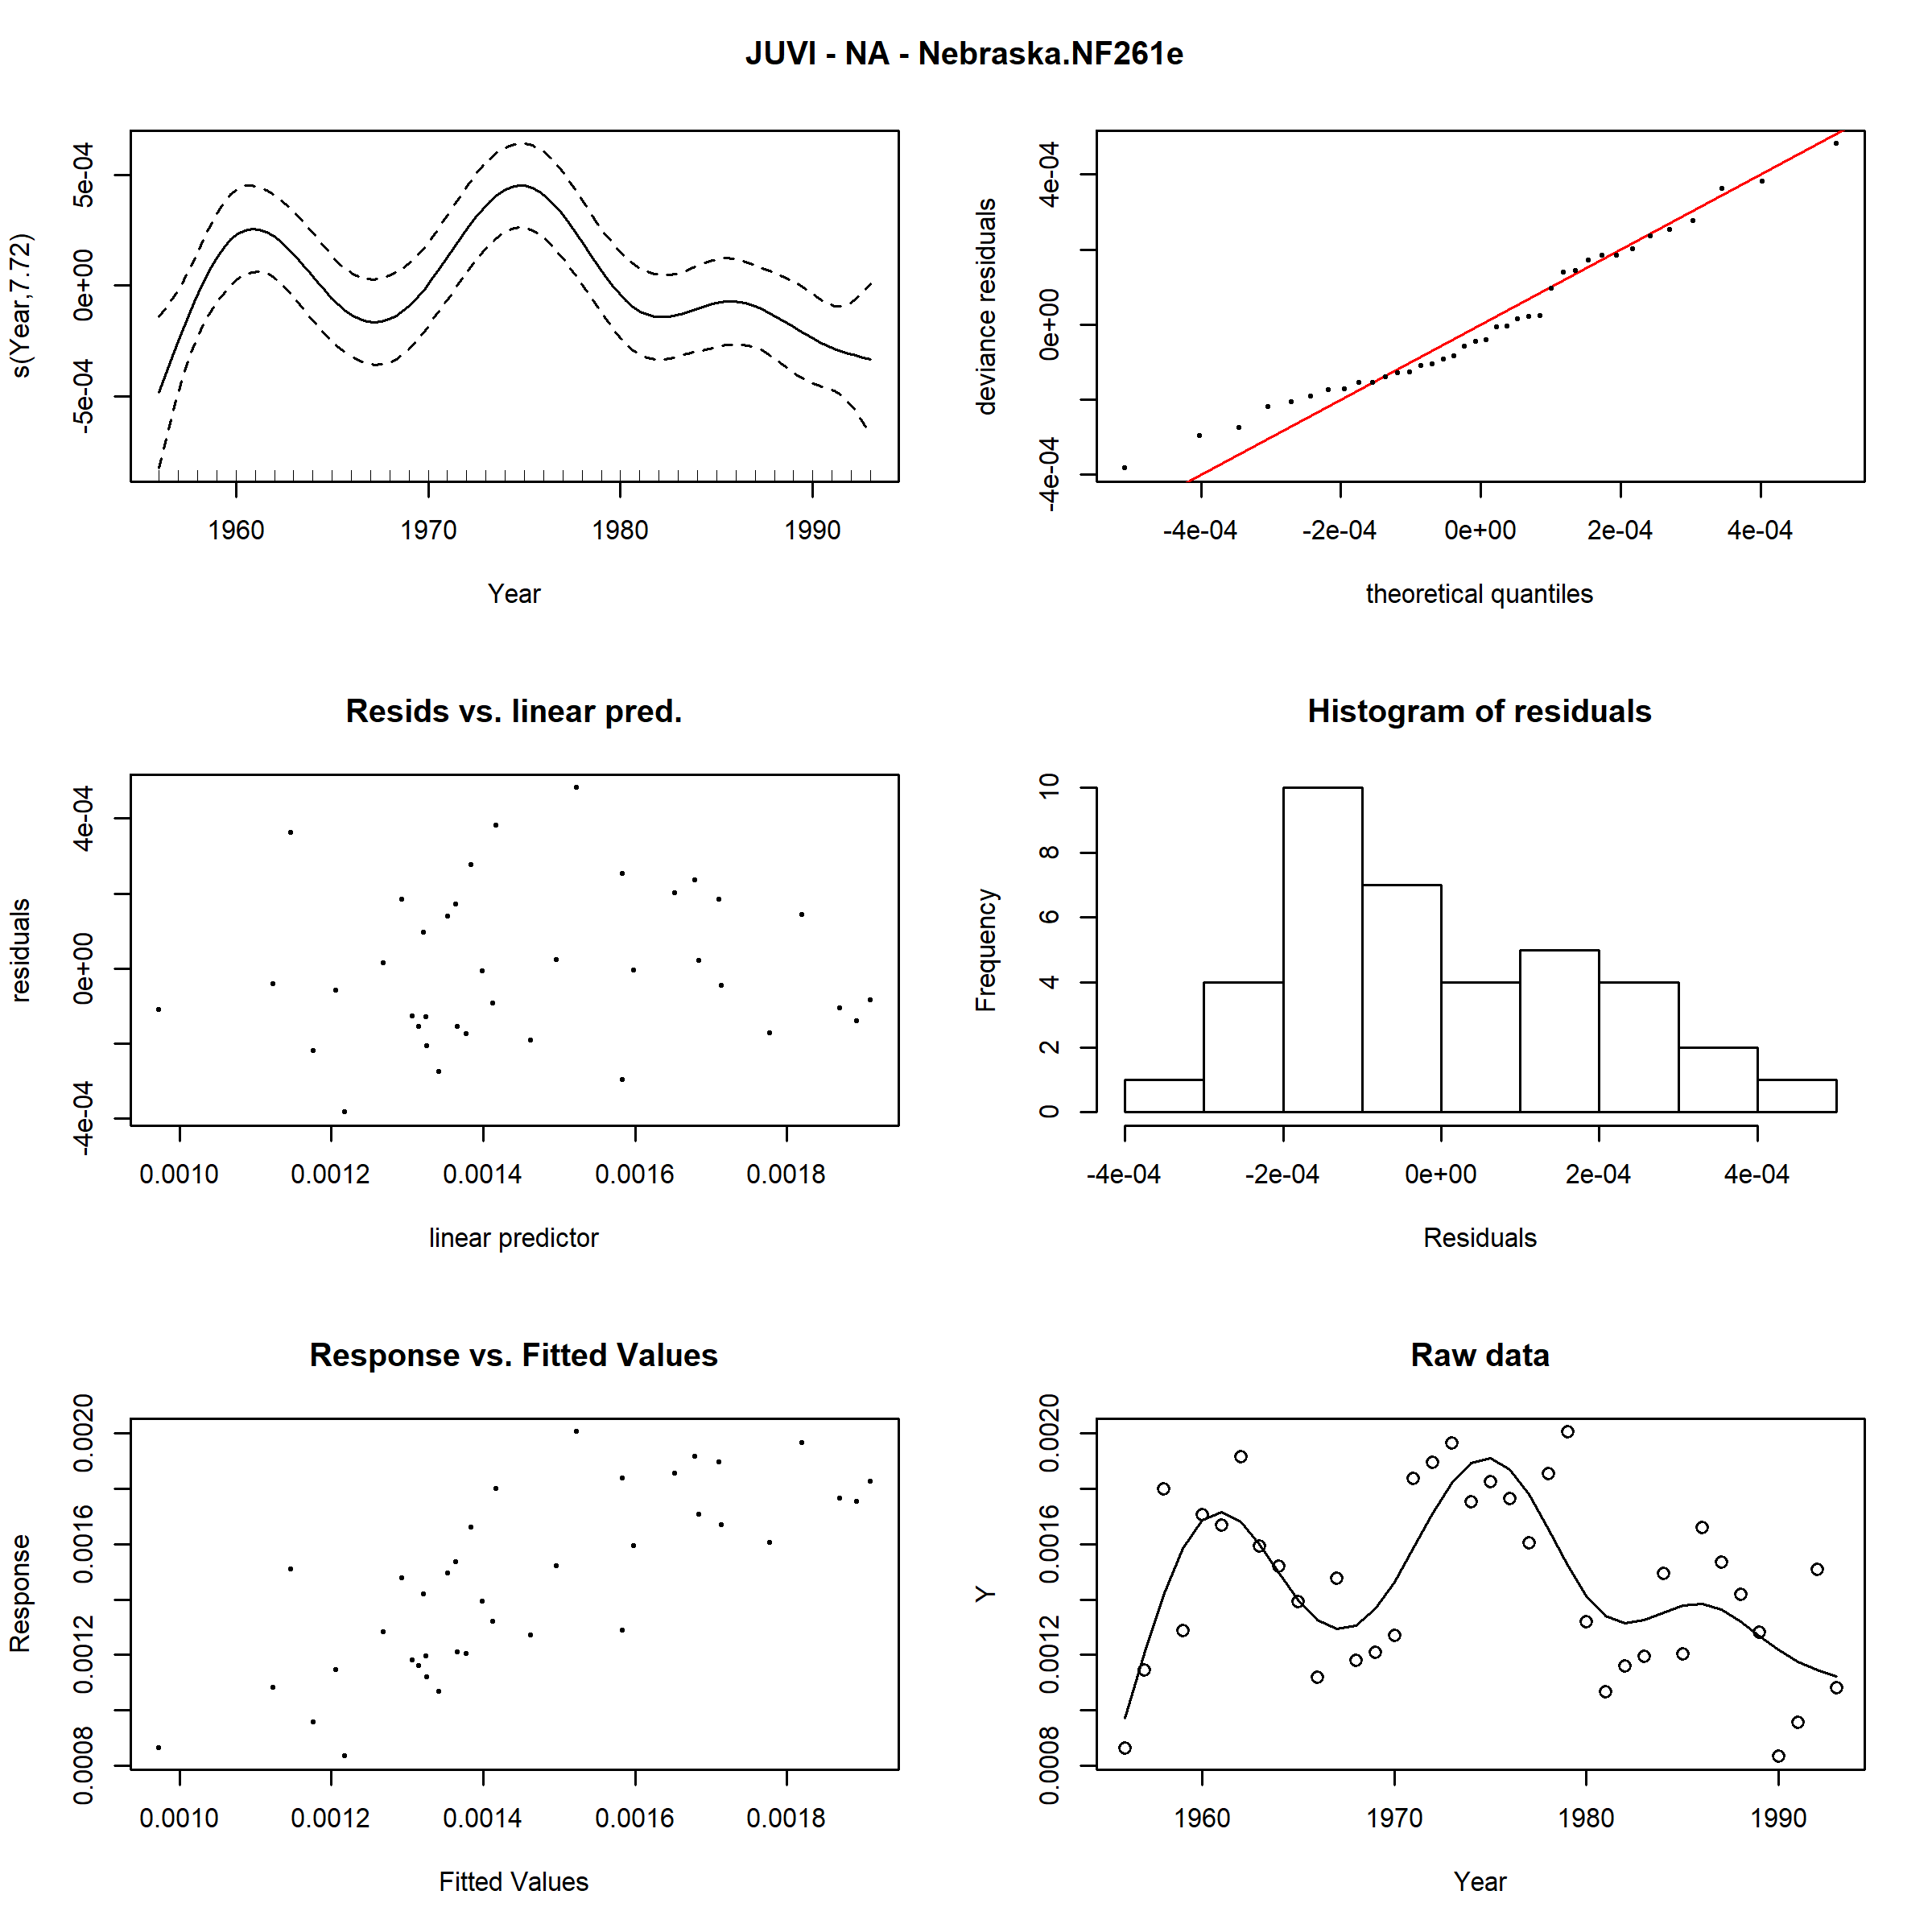 JUVI - NA - Nebraska.NF261e
s(Year,7.72)
-5e-04 0e+00 5e-04
1960 1970 1980 1990
Year
deviance residuals
-4e-04 0e+00 4e-04
-4e-04 -2e-04 0e+00 2e-04 4e-04
theoretical quantiles
Resids vs. linear pred.
residuals
-4e-04 0e+00 4e-04
0.0010 0.0012 0.0014 0.0016 0.0018
linear predictor
Histogram of residuals
Frequency
0 2 4 6 8 10
-4e-04 -2e-04 0e+00 2e-04 4e-04
Residuals
Response vs. Fitted Values
Response
0.0008 0.0012 0.0016 0.0020
0.0010 0.0012 0.0014 0.0016 0.0018
Fitted Values
Raw data
Y
0.0008 0.0012 0.0016 0.0020
1960 1970 1980 1990
Year